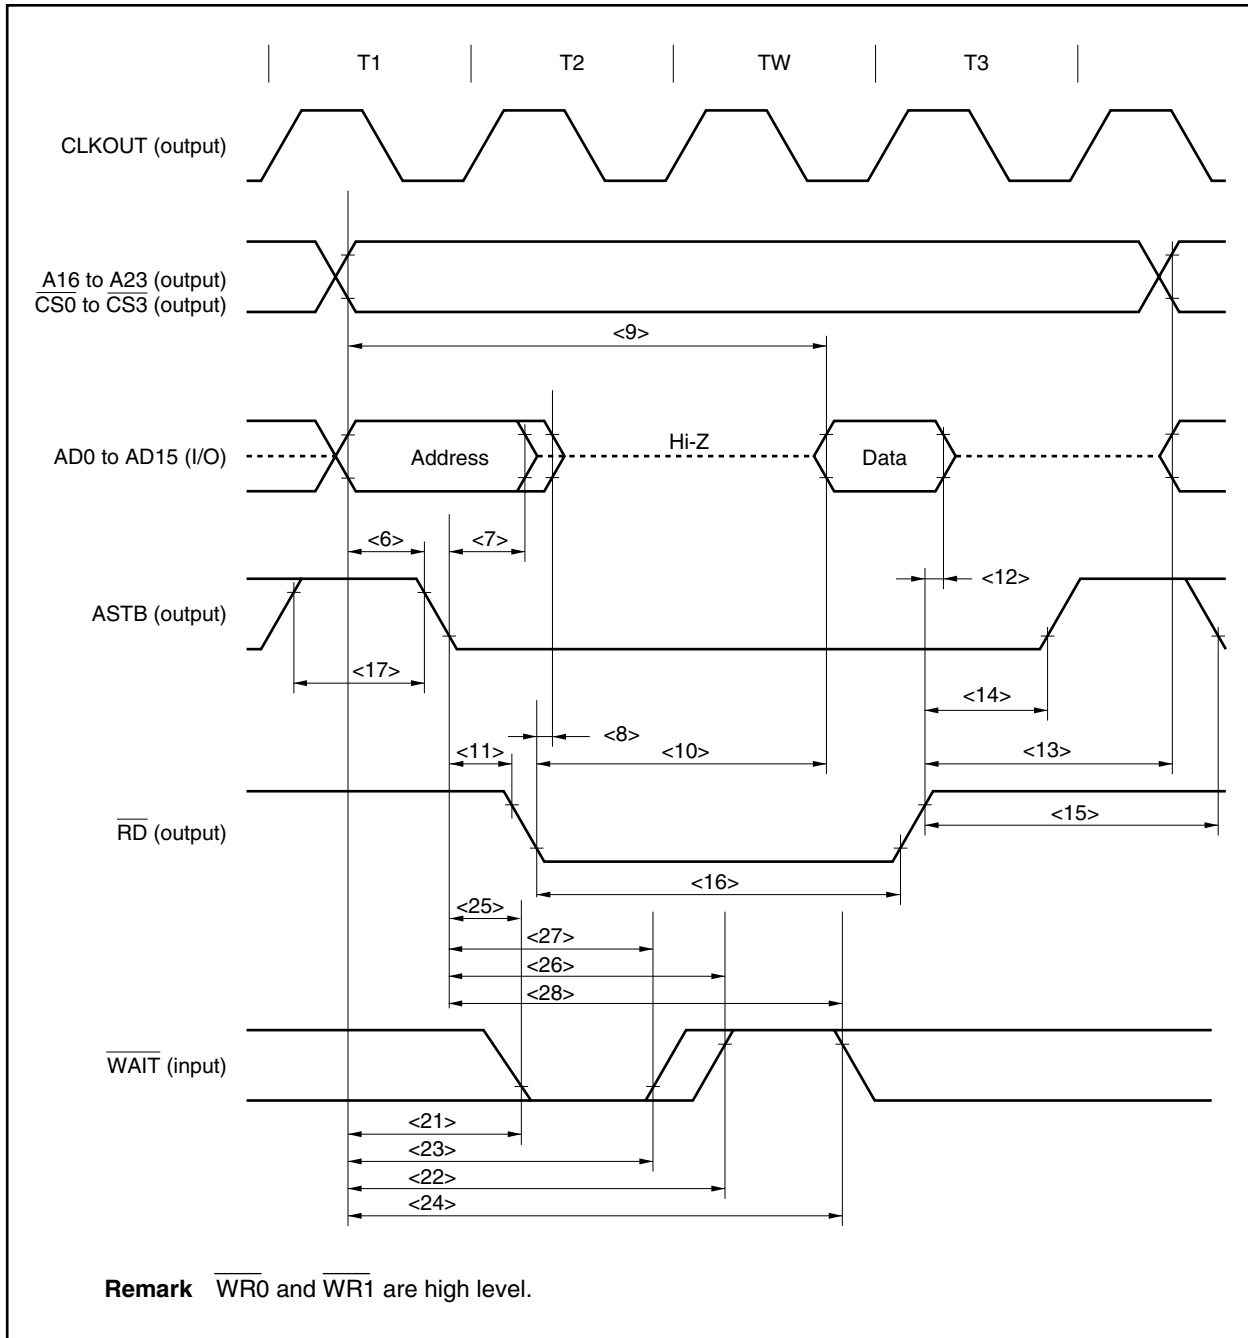 T1 T2 TW T3
CLKOUT (output)
A16 to A23 (output)
CS0 to CS3 (output)
<9>
AD0 to AD15 (I/O)
Address
Hi-Z
Data
<6>
<7>
<12>
ASTB (output)
<17>
<14>
<8>
<11>
<10>
<13>
RD (output)
<15>
<16>
<25>
<27>
<26>
<28>
WAIT (input)
<21>
<23>
<22>
<24>
Remark WR0 and WR1 are high level.